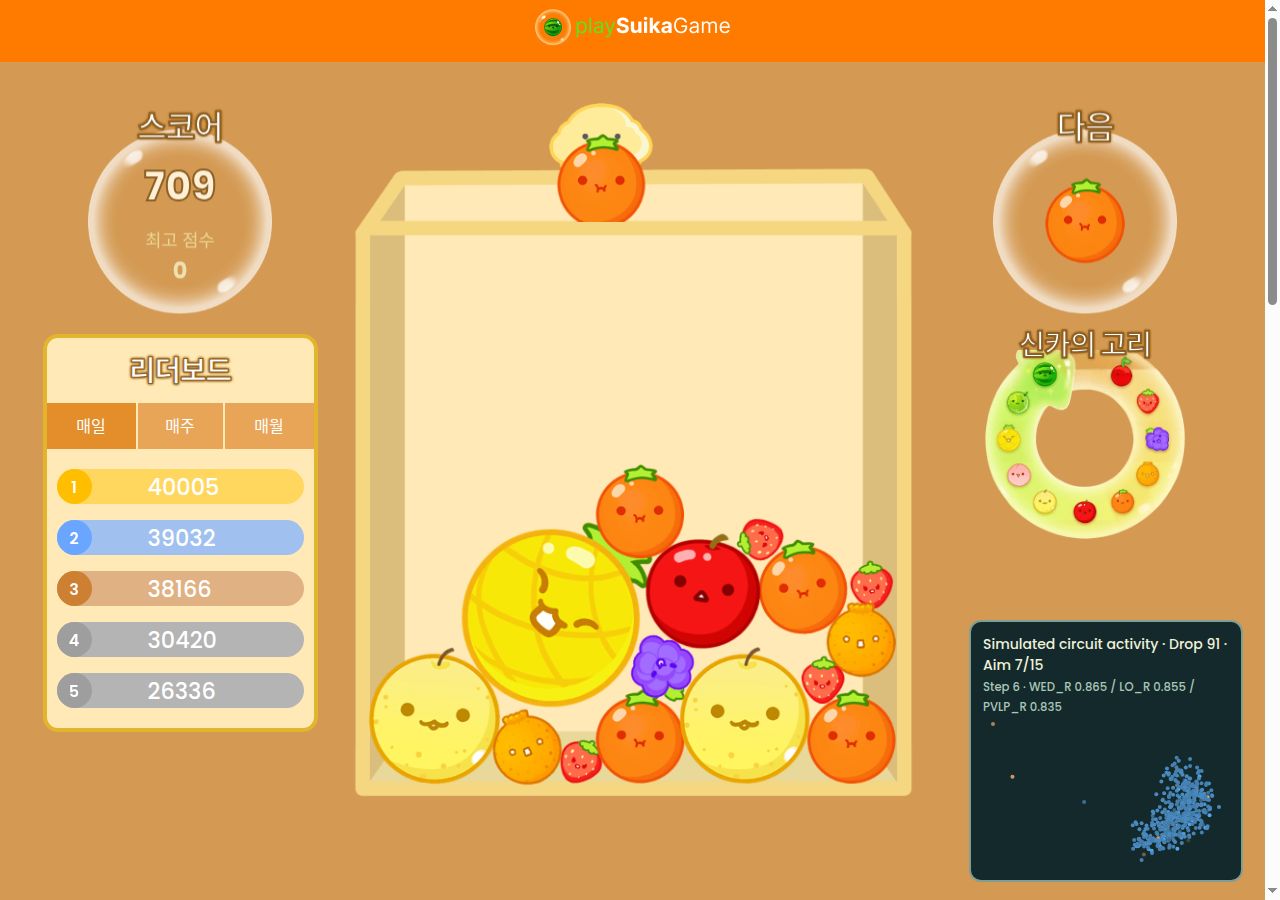 playSuikaGame
스코어
709
최고 점수
0
다음
신카의 고리
리더보드
매일 매주 매월
1 40005
2 39032
3 38166
4 30420
5 26336
Simulated circuit activity · Drop 91 ·
Aim 7/15
Step 6 · WED_R 0.865 / LO_R 0.855 /
PVLP_R 0.835